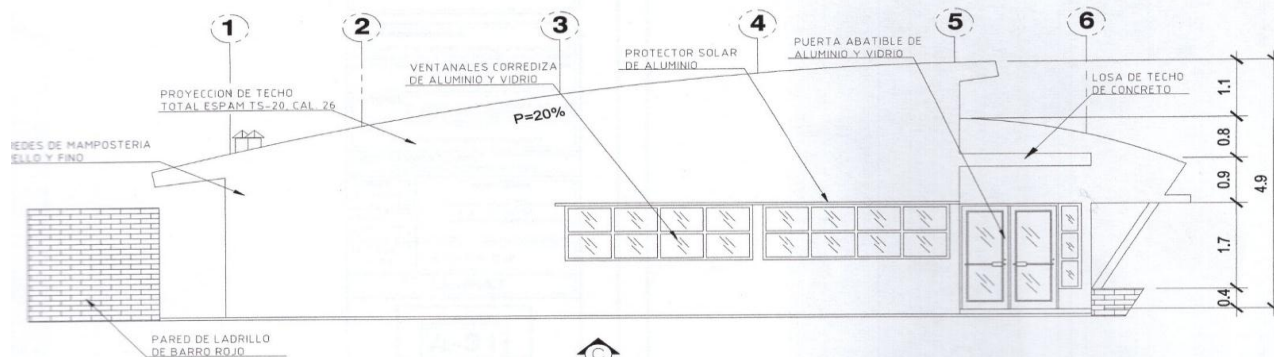 1
2
3
4
5
6
VENTANALES CORREDIZA
DE ALUMINIO Y VIDRIO
PROTECTOR SOLAR
DE ALUMINIO
PUERTA ABATIBLE DE
ALUMINIO Y VIDRIO
LOSA DE TECHO
DE CONCRETO
PROYECCION DE TECHO
TOTAL ESPAM TS-20, CAL. 26
P=20%
EDES DE MAMPOSTERIA
ELLO Y FINO
PARED DE LADRILLO
DE BARRO ROJO
C
1.1
0.8
0.9
1.7
0.4
4.9